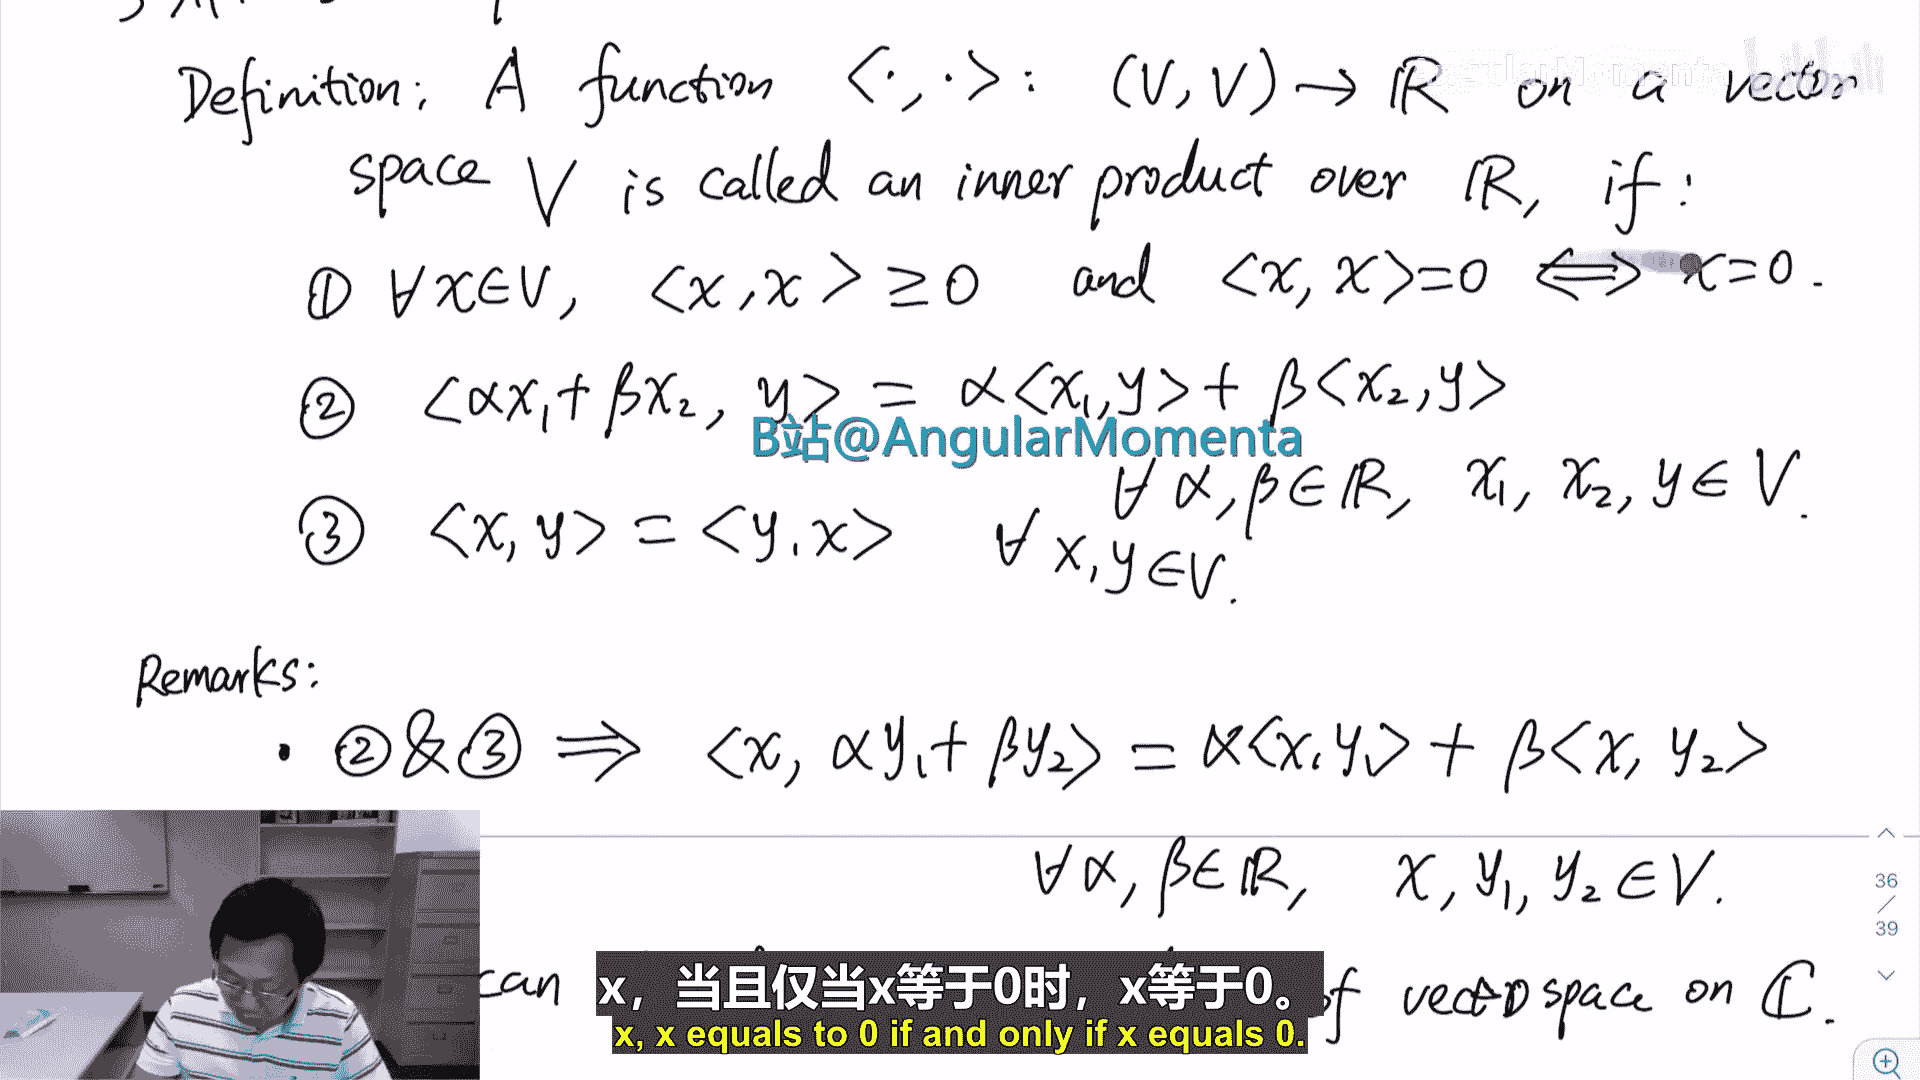 AngularMomenta bilibili
Definition: A function <·, ·>: (V, V) → ℝ on a vector
space V is called an inner product over ℝ, if:
① ∀x∈V, <x, x> ≥ 0 and <x, x>=0 ⟺ x=0.
② <αx₁+βx₂, y> = α<x₁,y>+ β<x₂,y>
B站@AngularMomenta
∀ α, β∈ℝ, x₁, x₂, y∈V.
③ <x, y> = <y, x> ∀ x, y∈V.
Remarks:
· ②&③ ⟹ <x, αy₁+ βy₂> = α<x, y₁> + β<x, y₂>
∀ α, β∈ℝ, x, y₁, y₂∈V.
can of vector space on ℂ.
x，当且仅当x等于0时，x等于0。
x, x equals to 0 if and only if x equals 0.
36
/
39